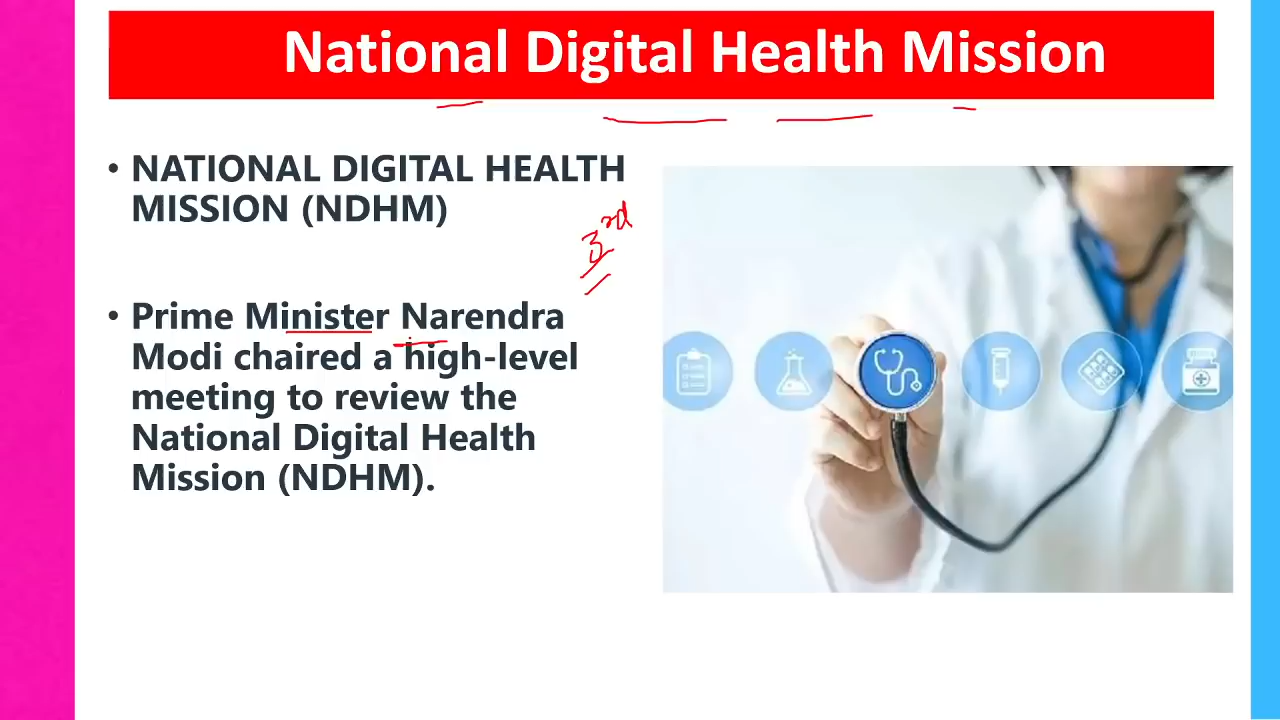 National Digital Health Mission
• NATIONAL DIGITAL HEALTH
MISSION (NDHM)
3rd
• Prime Minister Narendra
Modi chaired a high-level
meeting to review the
National Digital Health
Mission (NDHM).